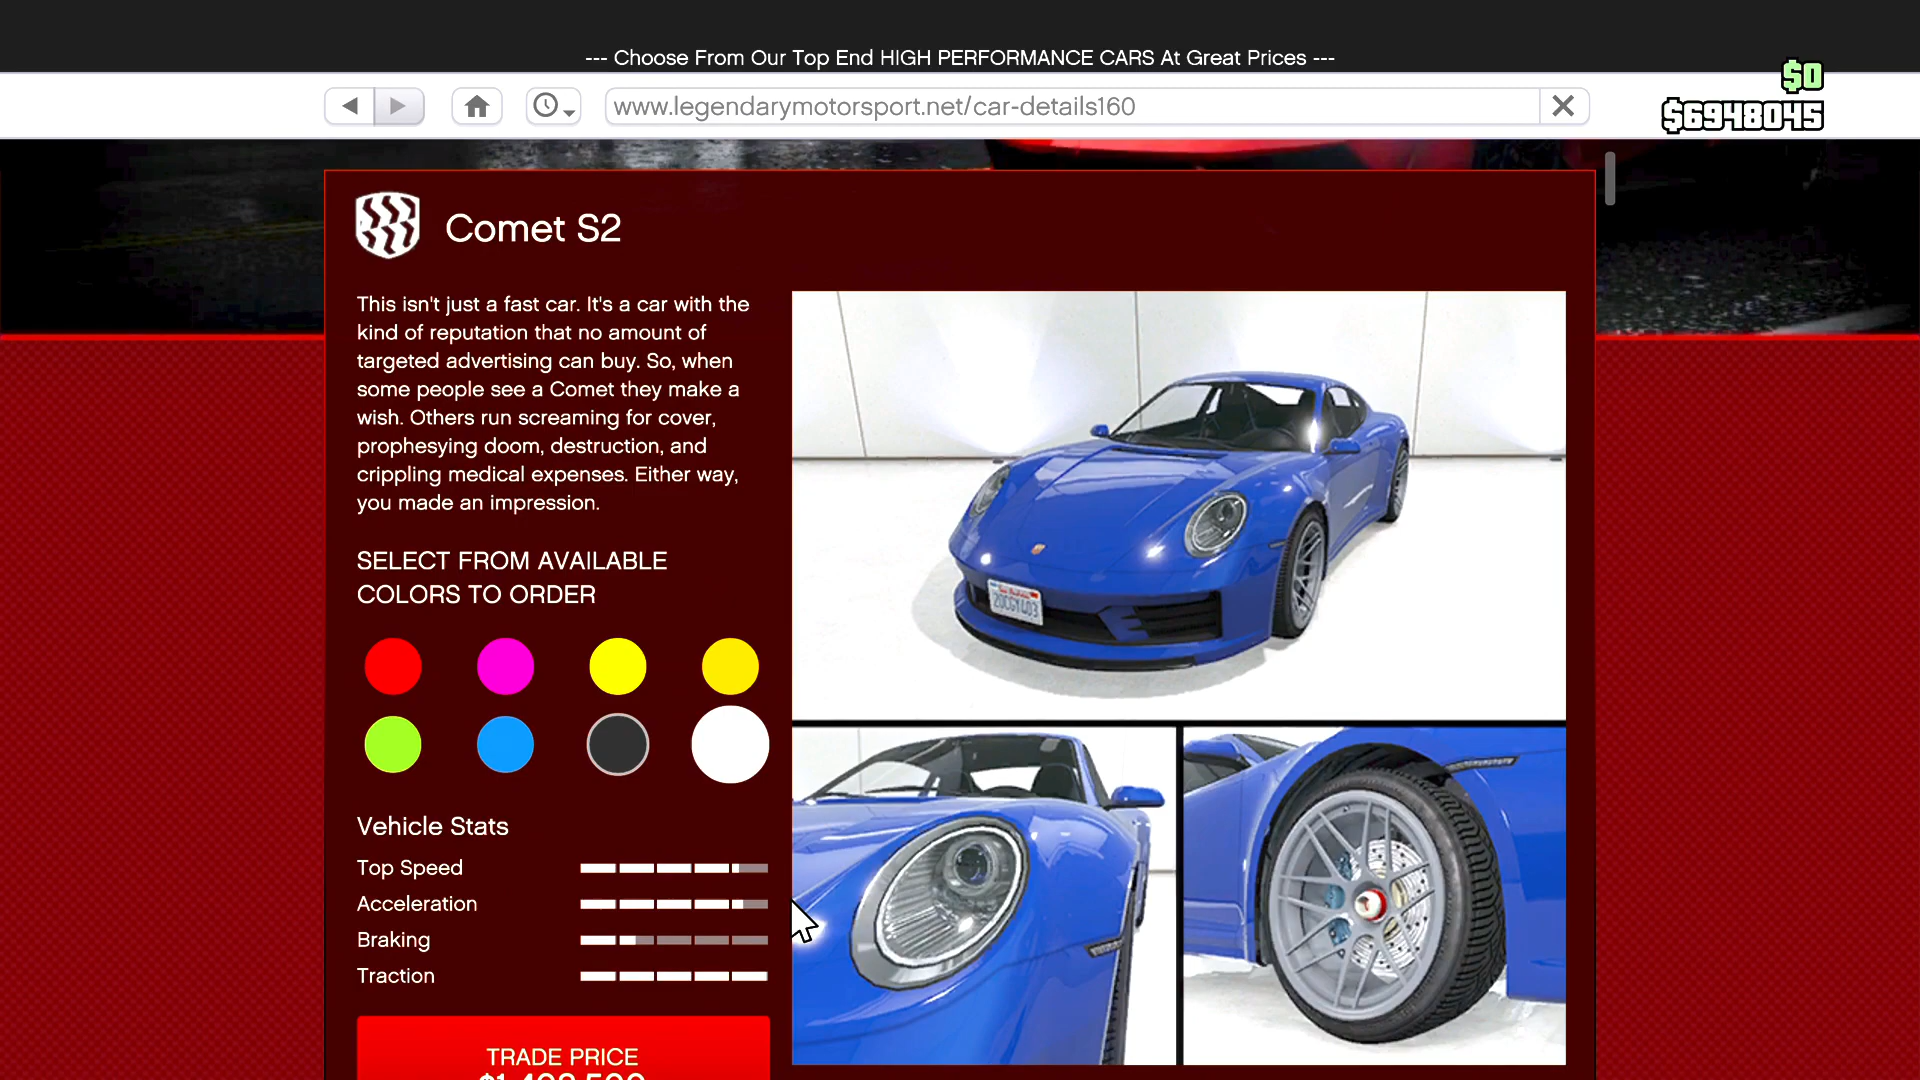 --- Choose From Our Top End HIGH PERFORMANCE CARS At Great Prices ---
$0
www.legendarymotorsport.net/car-details160
$6948045
Comet S2
This isn't just a fast car. It's a car with the
kind of reputation that no amount of
targeted advertising can buy. So, when
some people see a Comet they make a
wish. Others run screaming for cover,
prophesying doom, destruction, and
crippling medical expenses. Either way,
you made an impression.
SELECT FROM AVAILABLE
COLORS TO ORDER
Vehicle Stats
Top Speed
Acceleration
Braking
Traction
TRADE PRICE